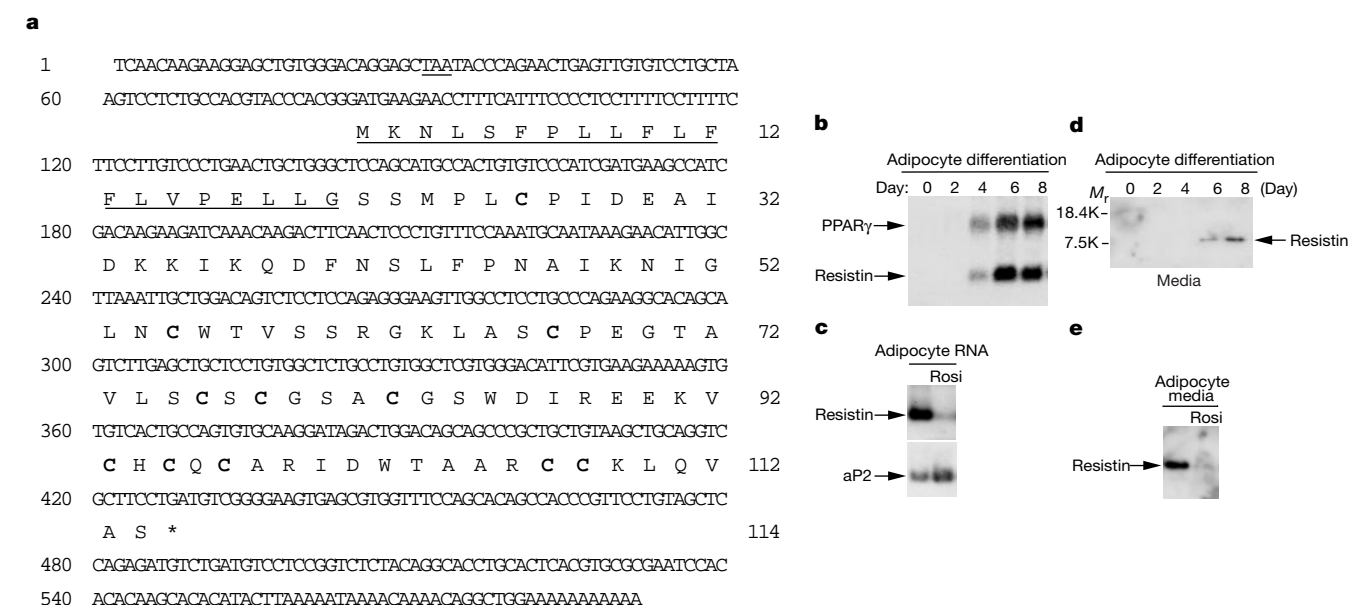 a
1 TCAACAAGAAGGAGCTGTGGGACAGGAGCTAATACCCAGAACTGAGTTGTGTCCTGCTA
60 AGTCCTCTGCCACGTACCCACGGGATGAAGAACCTTTCATTTCCCCTCCTTTTCCTTTTC
M K N L S F P L L F L F 12
120 TTCCTTGTCCCTGAACTGCTGGGCTCCAGCATGCCACTGTGTCCCATCGATGAAGCCATC
F L V P E L L G S S M P L C P I D E A I 32
180 GACAAGAAGATCAAACAAGACTTCAACTCCCTGTTTCCAAATGCAATAAAGAACATTGGC
D K K I K Q D F N S L F P N A I K N I G 52
240 TTAAATTGCTGGACAGTCTCCTCCAGAGGGAAGTTGGCCTCCTGCCCAGAAGGCACAGCA
L N C W T V S S R G K L A S C P E G T A 72
300 GTCTTGAGCTGCTCCTGTGGCTCTGCCTGTGGCTCGTGGGACATTCGTGAAGAAAAAGTG
V L S C S C G S A C G S W D I R E E K V 92
360 TGTCACTGCCAGTGTGCAAGGATAGACTGGACAGCAGCCCGCTGCTGTAAGCTGCAGGTC
C H C Q C A R I D W T A A R C C K L Q V 112
420 GCTTCCTGATGTCGGGGAAGTGAGCGTGGTTTCCAGCACAGCCACCCGTTCCTGTAGCTC
A S * 114
480 CAGAGATGTCTGATGTCCTCCGGTCTCTACAGGCACCTGCACTCACGTGCGCGAATCCAC
540 ACACAAGCACACATACTTAAAAATAAAACAAAACAGGCTGGAAAAAAAAAAA
b
Adipocyte differentiation
Day: 0 2 4 6 8
PPARγ
Resistin
c
Adipocyte RNA
Rosi
Resistin
aP2
d
Adipocyte differentiation
Mr 0 2 4 6 8 (Day)
18.4K
7.5K
Resistin
Media
e
Adipocyte
media
Rosi
Resistin